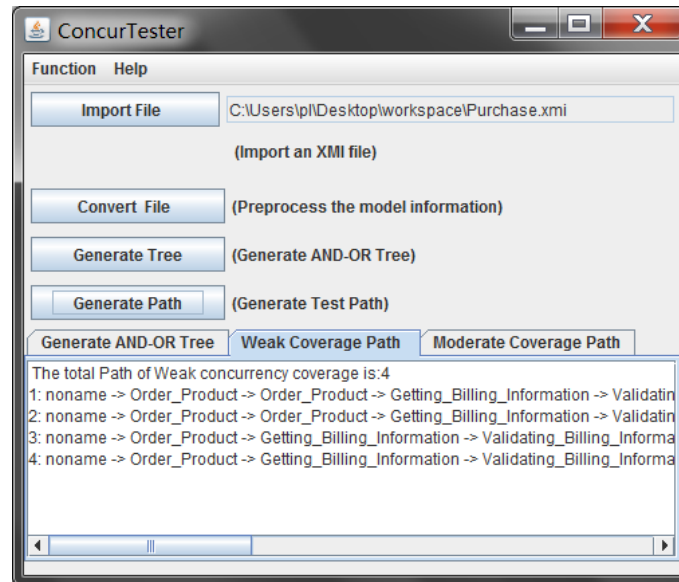 ConcurTester
Function Help
Import File C:\Users\pl\Desktop\workspace\Purchase.xmi
(Import an XMI file)
Convert File (Preprocess the model information)
Generate Tree (Generate AND-OR Tree)
Generate Path (Generate Test Path)
Generate AND-OR Tree Weak Coverage Path Moderate Coverage Path
The total Path of Weak concurrency coverage is:4
1: noname -> Order_Product -> Order_Product -> Getting_Billing_Information -> Validatin
2: noname -> Order_Product -> Order_Product -> Getting_Billing_Information -> Validatin
3: noname -> Order_Product -> Getting_Billing_Information -> Validating_Billing_Informa
4: noname -> Order_Product -> Getting_Billing_Information -> Validating_Billing_Informa